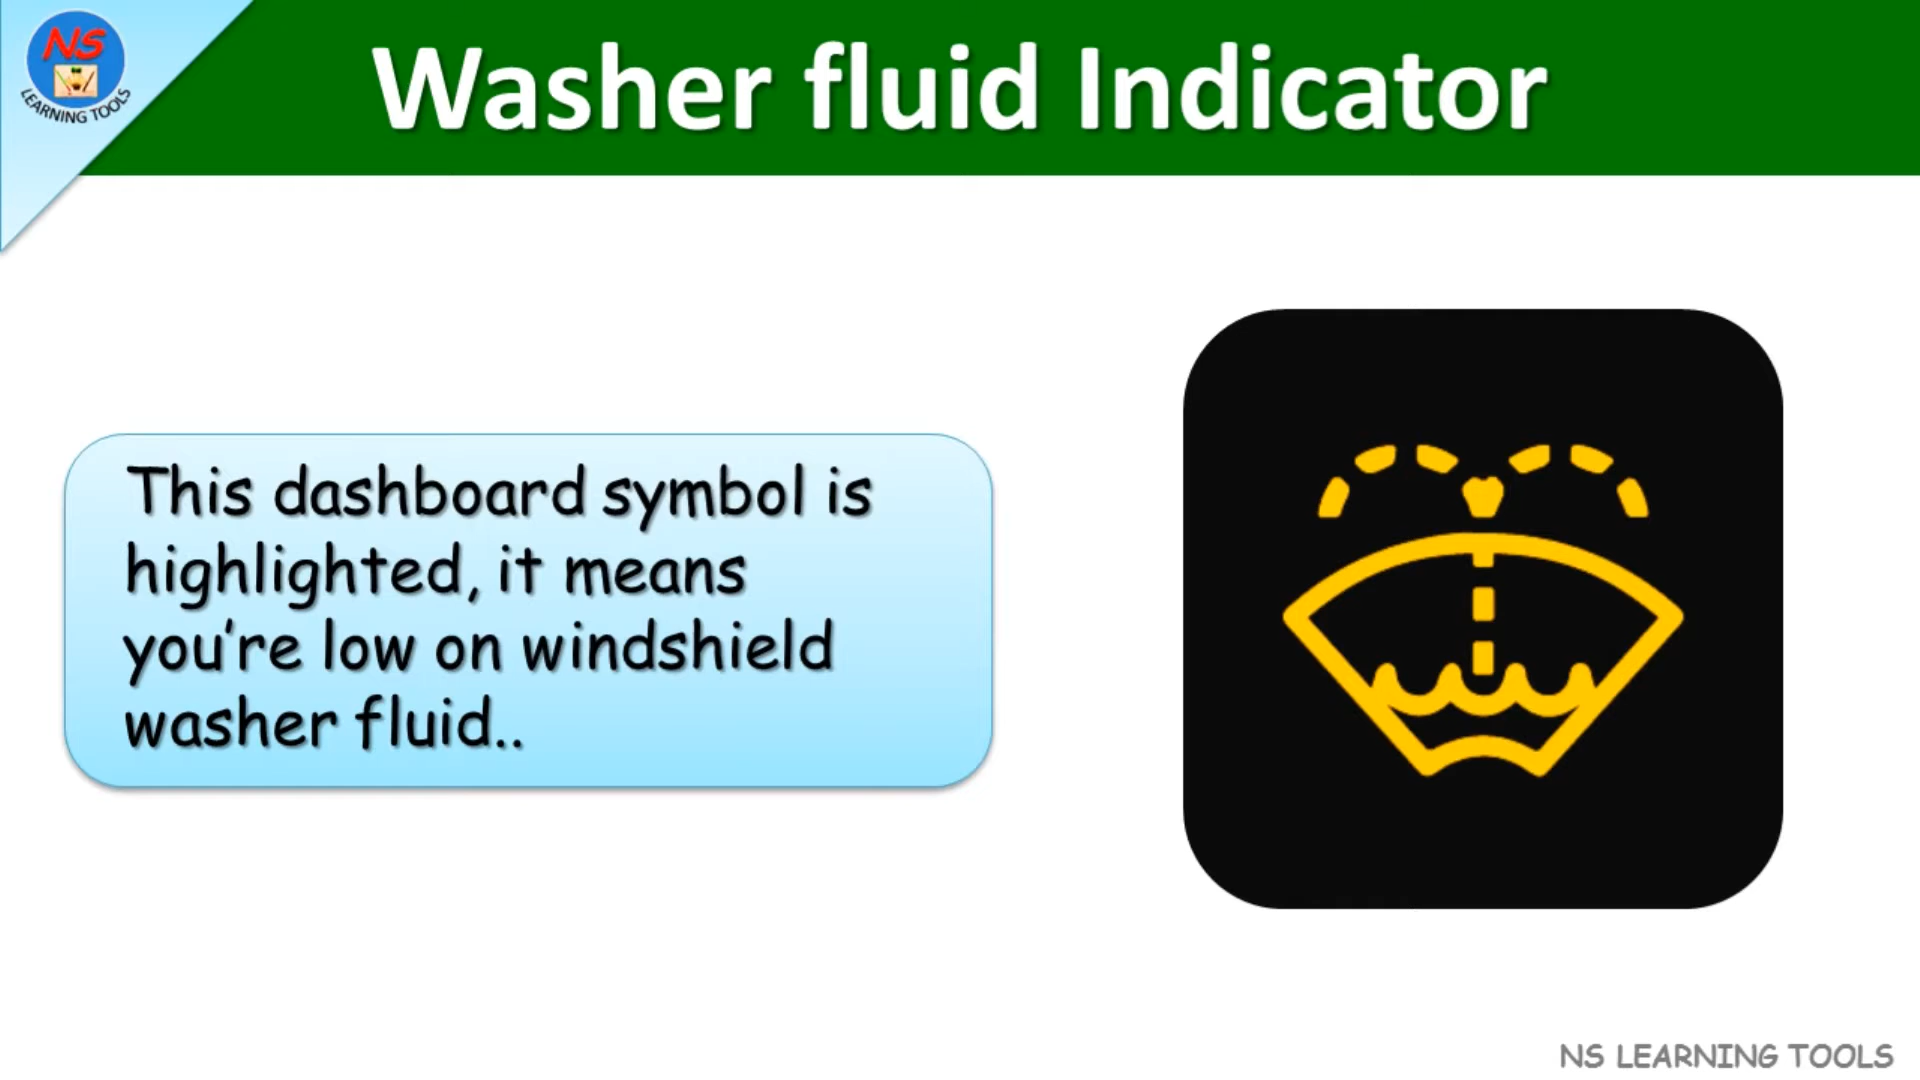 NS
LEARNING TOOLS
Washer fluid Indicator
This dashboard symbol is
highlighted, it means
you're low on windshield
washer fluid..
NS LEARNING TOOLS